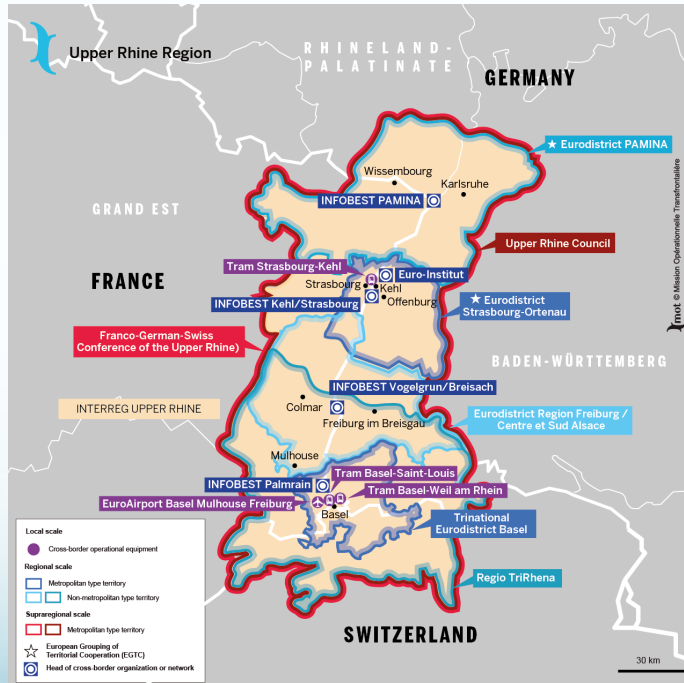 Upper Rhine Region
RHINELAND-
PALATINATE
GERMANY
★ Eurodistrict PAMINA
Wissembourg
Karlsruhe
INFOBEST PAMINA
GRAND EST
Upper Rhine Council
Tram Strasbourg-Kehl
Euro-Institut
FRANCE
Strasbourg
Kehl
INFOBEST Kehl/Strasbourg
Offenburg
★ Eurodistrict
Strasbourg-Ortenau
mot © Mission Opérationnelle Transfrontalière
Franco-German-Swiss
Conference of the Upper Rhine)
BADEN-WÜRTTEMBERG
INFOBEST Vogelgrun/Breisach
INTERREG UPPER RHINE
Colmar
Freiburg im Breisgau
Eurodistrict Region Freiburg /
Centre et Sud Alsace
Mulhouse
Tram Basel-Saint-Louis
INFOBEST Palmrain
Tram Basel-Weil am Rhein
EuroAirport Basel Mulhouse Freiburg
Basel
Trinational
Eurodistrict Basel
Regio TriRhena
SWITZERLAND
Local scale
Cross-border operational equipment
Regional scale
Metropolitan type territory
Non-metropolitan type territory
Supraregional scale
Metropolitan type territory
European Grouping of
Territorial Cooperation (EGTC)
Head of cross-border organization or network
30 km